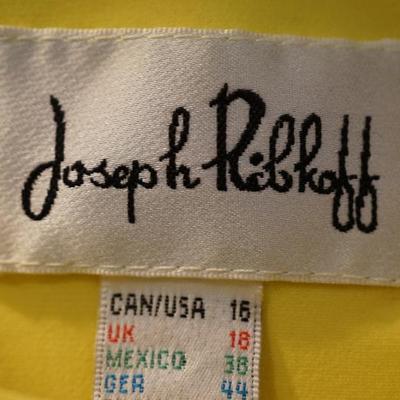 Joseph Ribkoff
CAN/USA 16
UK 18
MEXICO 38
GER 44